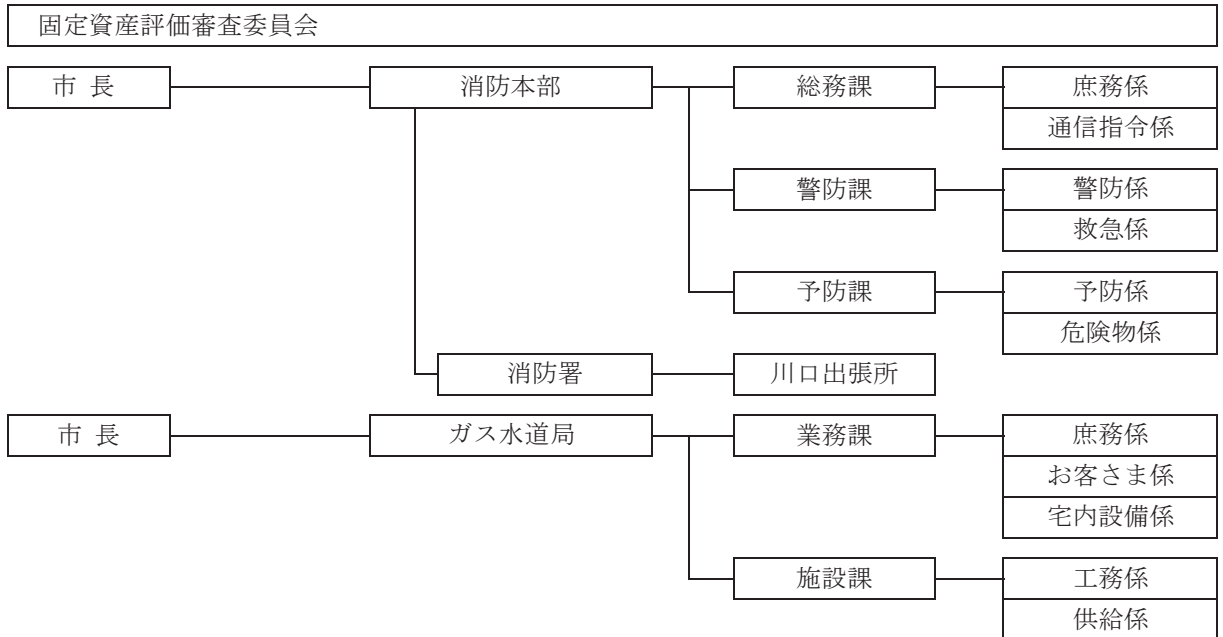 固定資産評価審査委員会
市 長 消防本部 総務課 庶務係
通信指令係
警防課 警防係
救急係
予防課 予防係
危険物係
消防署 川口出張所
市 長 ガス水道局 業務課 庶務係
お客さま係
宅内設備係
施設課 工務係
供給係